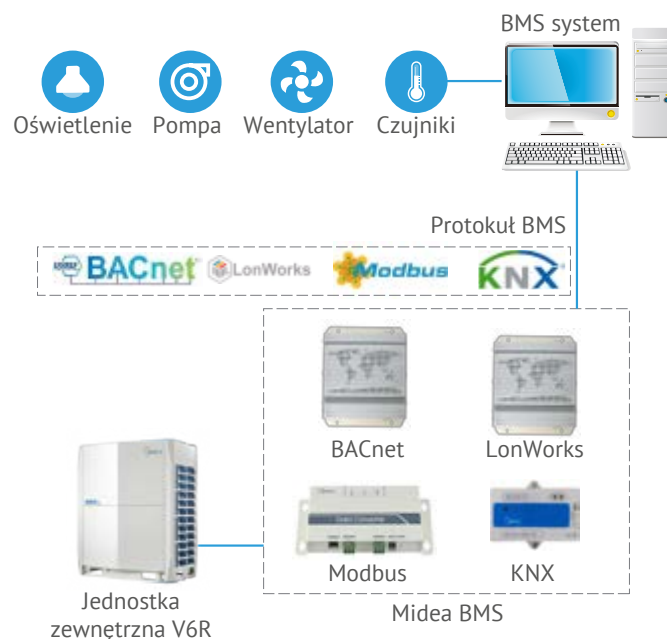 BMS system
Oświetlenie Pompa Wentylator Czujniki
Protokuł BMS
BACnet LonWorks Modbus KNX
BACnet LonWorks
Modbus KNX
Jednostka
zewnętrzna V6R
Midea BMS